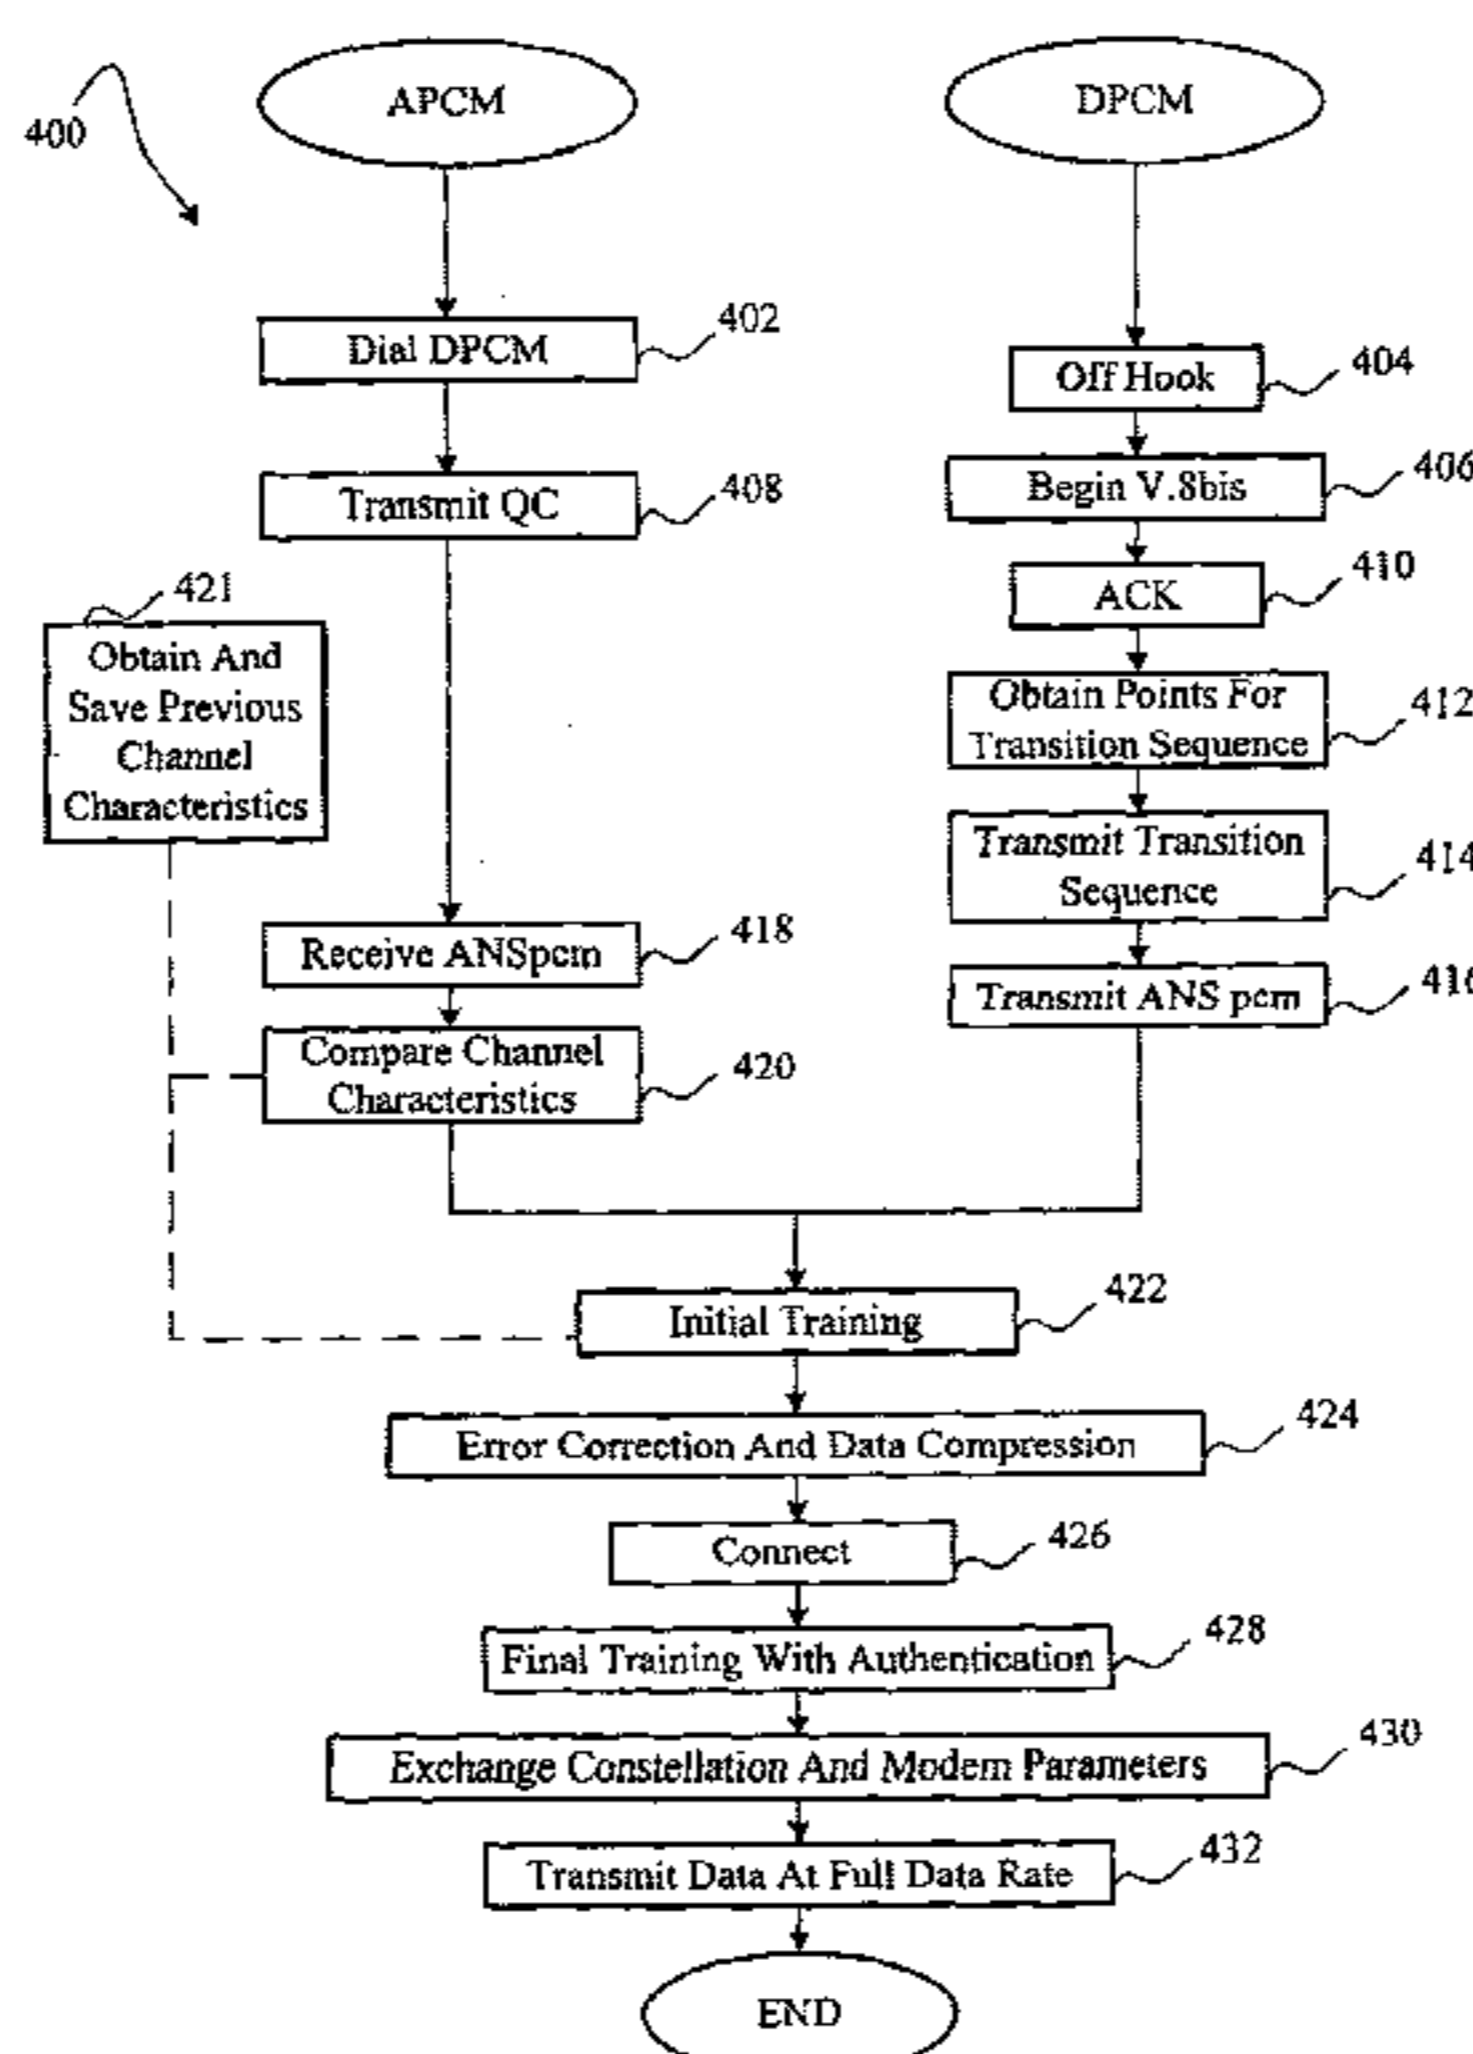 400
APCM
DPCM
Dial DPCM
402
Off Hook
404
Begin V.8bis
406
Transmit QC
408
ACK
410
421
Obtain And
Save Previous
Channel
Characteristics
Obtain Points For
Transition Sequence
412
Transmit Transition
Sequence
414
Receive ANSpcm
418
Transmit ANS pcm
416
Compare Channel
Characteristics
420
Initial Training
422
Error Correction And Data Compression
424
Connect
426
Final Training With Authentication
428
Exchange Constellation And Modem Parameters
430
Transmit Data At Full Data Rate
432
END